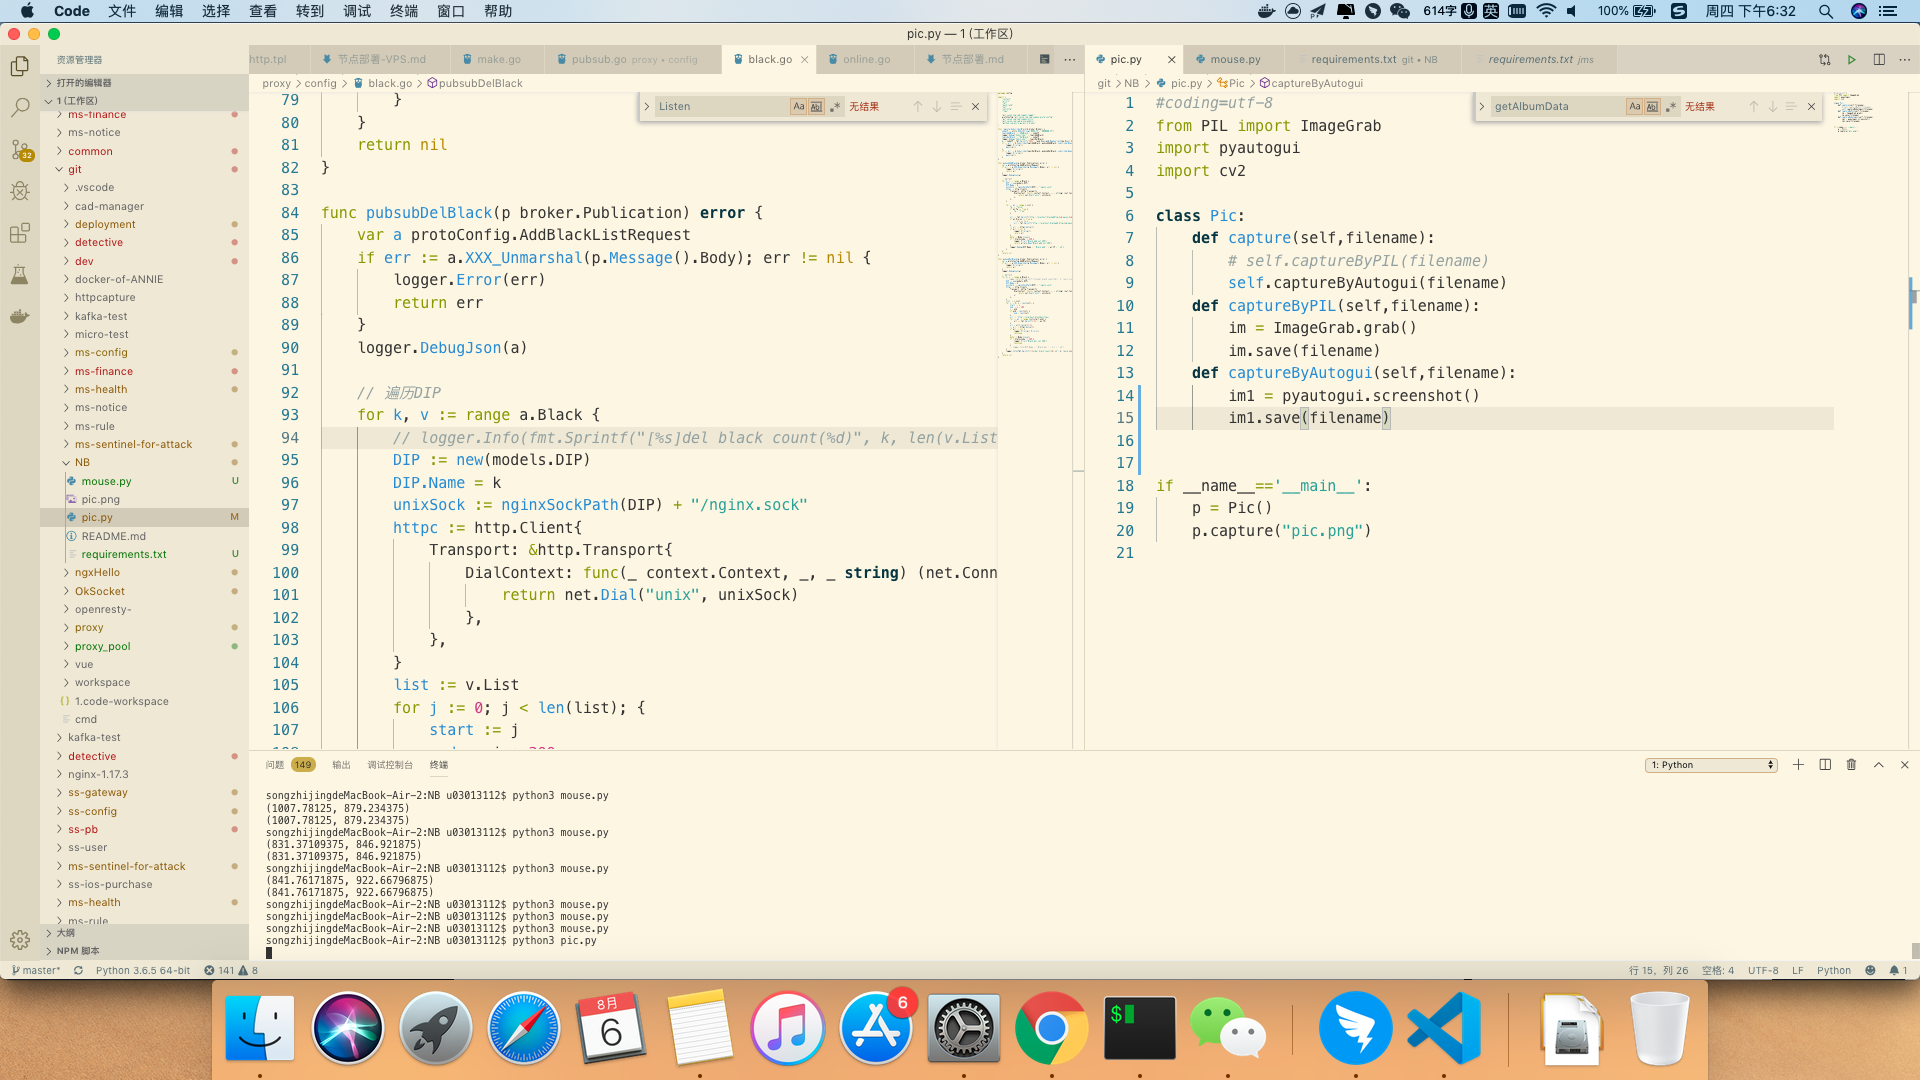 Code 文件 编辑 选择 查看 转到 调试 终端 窗口 帮助 614字 英 100% 周四 下午6:32
pic.py — 1 (工作区)
资源管理器
打开的编辑器
1 (工作区)
ms-finance
ms-notice
common
git
.vscode
cad-manager
deployment
detective
dev
docker-of-ANNIE
httpcapture
kafka-test
micro-test
ms-config
ms-finance
ms-health
ms-notice
ms-rule
ms-sentinel-for-attack
NB
mouse.py U
pic.png
pic.py M
README.md
requirements.txt U
ngxHello
OkSocket
openresty-
proxy
proxy_pool
vue
workspace
1.code-workspace
cmd
kafka-test
detective
nginx-1.17.3
ss-gateway
ss-config
ss-pb
ss-user
ms-sentinel-for-attack
ss-ios-purchase
ms-health
ms-rule
大纲
NPM 脚本
32
http.tpl 节点部署-VPS.md make.go pubsub.go proxy • config black.go online.go 节点部署.md
proxy > config > black.go > pubsubDelBlack
Listen Aa Abl .* 无结果
79 }
80 }
81 return nil
82 }
83
84 func pubsubDelBlack(p broker.Publication) error {
85 var a protoConfig.AddBlackListRequest
86 if err := a.XXX_Unmarshal(p.Message().Body); err != nil {
87 logger.Error(err)
88 return err
89 }
90 logger.DebugJson(a)
91
92 // 遍历DIP
93 for k, v := range a.Black {
94 // logger.Info(fmt.Sprintf("[%s]del black count(%d)", k, len(v.List
95 DIP := new(models.DIP)
96 DIP.Name = k
97 unixSock := nginxSockPath(DIP) + "/nginx.sock"
98 httpc := http.Client{
99 Transport: &http.Transport{
100 DialContext: func(_ context.Context, _, _ string) (net.Conn
101 return net.Dial("unix", unixSock)
102 },
103 },
104 }
105 list := v.List
106 for j := 0; j < len(list); {
107 start := j
pic.py mouse.py requirements.txt git • NB requirements.txt jms
git > NB > pic.py > Pic > captureByAutogui
getAlbumData Aa Abl .* 无结果
1 #coding=utf-8
2 from PIL import ImageGrab
3 import pyautogui
4 import cv2
5
6 class Pic:
7 def capture(self,filename):
8 # self.captureByPIL(filename)
9 self.captureByAutogui(filename)
10 def captureByPIL(self,filename):
11 im = ImageGrab.grab()
12 im.save(filename)
13 def captureByAutogui(self,filename):
14 im1 = pyautogui.screenshot()
15 im1.save(filename)
16
17
18 if __name__=='__main__':
19 p = Pic()
20 p.capture("pic.png")
21
问题 149 输出 调试控制台 终端 1: Python
songzhijingdeMacBook-Air-2:NB u03013112$ python3 mouse.py
(1007.78125, 879.234375)
(1007.78125, 879.234375)
songzhijingdeMacBook-Air-2:NB u03013112$ python3 mouse.py
(831.37109375, 846.921875)
(831.37109375, 846.921875)
songzhijingdeMacBook-Air-2:NB u03013112$ python3 mouse.py
(841.76171875, 922.66796875)
(841.76171875, 922.66796875)
songzhijingdeMacBook-Air-2:NB u03013112$ python3 mouse.py
songzhijingdeMacBook-Air-2:NB u03013112$ python3 mouse.py
songzhijingdeMacBook-Air-2:NB u03013112$ python3 mouse.py
songzhijingdeMacBook-Air-2:NB u03013112$ python3 pic.py
master* Python 3.6.5 64-bit 141 8 行 15，列 26 空格: 4 UTF-8 LF Python 1
8月
6
6
$